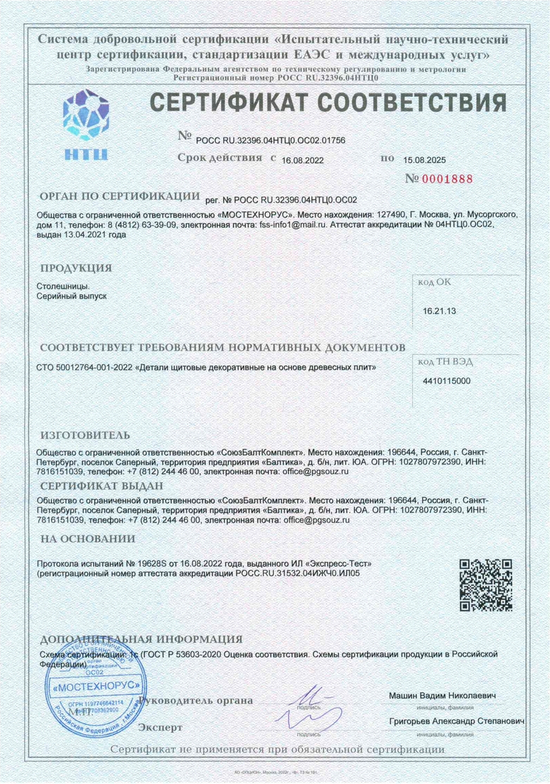 Система добровольной сертификации «Испытательный научно-технический
центр сертификации, стандартизации ЕАЭС и международных услуг»
Зарегистрирована Федеральным агентством по техническому регулированию и метрологии
Регистрационный номер РОСС RU.32396.04НТЦ0
НТЦ
СЕРТИФИКАТ СООТВЕТСТВИЯ
№ РОСС RU.32396.04НТЦ0.ОС02.01756
Срок действия с 16.08.2022 по 15.08.2025
№ 0001888
ОРГАН ПО СЕРТИФИКАЦИИ рег. № РОСС RU.32396.04НТЦ0.ОС02
Общества с ограниченной ответственностью «МОСТЕХНОРУС». Место нахождения: 127490, Г. Москва, ул. Мусоргского,
дом 11, телефон: 8 (4812) 63-39-09, электронная почта: fss-info1@mail.ru. Аттестат аккредитации № 04НТЦ0.ОС02,
выдан 13.04.2021 года
ПРОДУКЦИЯ
Столешницы.
Серийный выпуск
код ОК
16.21.13
СООТВЕТСТВУЕТ ТРЕБОВАНИЯМ НОРМАТИВНЫХ ДОКУМЕНТОВ
СТО 50012764-001-2022 «Детали щитовые декоративные на основе древесных плит»
код ТН ВЭД
4410115000
ИЗГОТОВИТЕЛЬ
Общество с ограниченной ответственностью «СоюзБалтКомплект». Место нахождения: 196644, Россия, г. Санкт-
Петербург, поселок Саперный, территория предприятия «Балтика», д. б/н, лит. ЮА. ОГРН: 1027807972390, ИНН:
7816151039, телефон: +7 (812) 244 46 00, электронная почта: office@pgsouz.ru
СЕРТИФИКАТ ВЫДАН
Общество с ограниченной ответственностью «СоюзБалтКомплект». Место нахождения: 196644, Россия, г. Санкт-
Петербург, поселок Саперный, территория предприятия «Балтика», д. б/н, лит. ЮА. ОГРН: 1027807972390, ИНН:
7816151039, телефон: +7 (812) 244 46 00, электронная почта: office@pgsouz.ru
НА ОСНОВАНИИ
Протокола испытаний № 19628S от 16.08.2022 года, выданного ИЛ «Экспресс-Тест»
(регистрационный номер аттестата аккредитации РОСС.RU.31532.04ИЖЧ0.ИЛ05
ДОПОЛНИТЕЛЬНАЯ ИНФОРМАЦИЯ
Схема сертификации: 1с (ГОСТ Р 53603-2020 Оценка соответствия. Схемы сертификации продукции в Российской
Федерации)
ОС02
«МОСТЕХНОРУС»
М.П.
Руководитель органа
подпись
Машин Вадим Николаевич
инициалы, фамилия
Эксперт
подпись
Григорьев Александр Степанович
инициалы, фамилия
Сертификат не применяется при обязательной сертификации